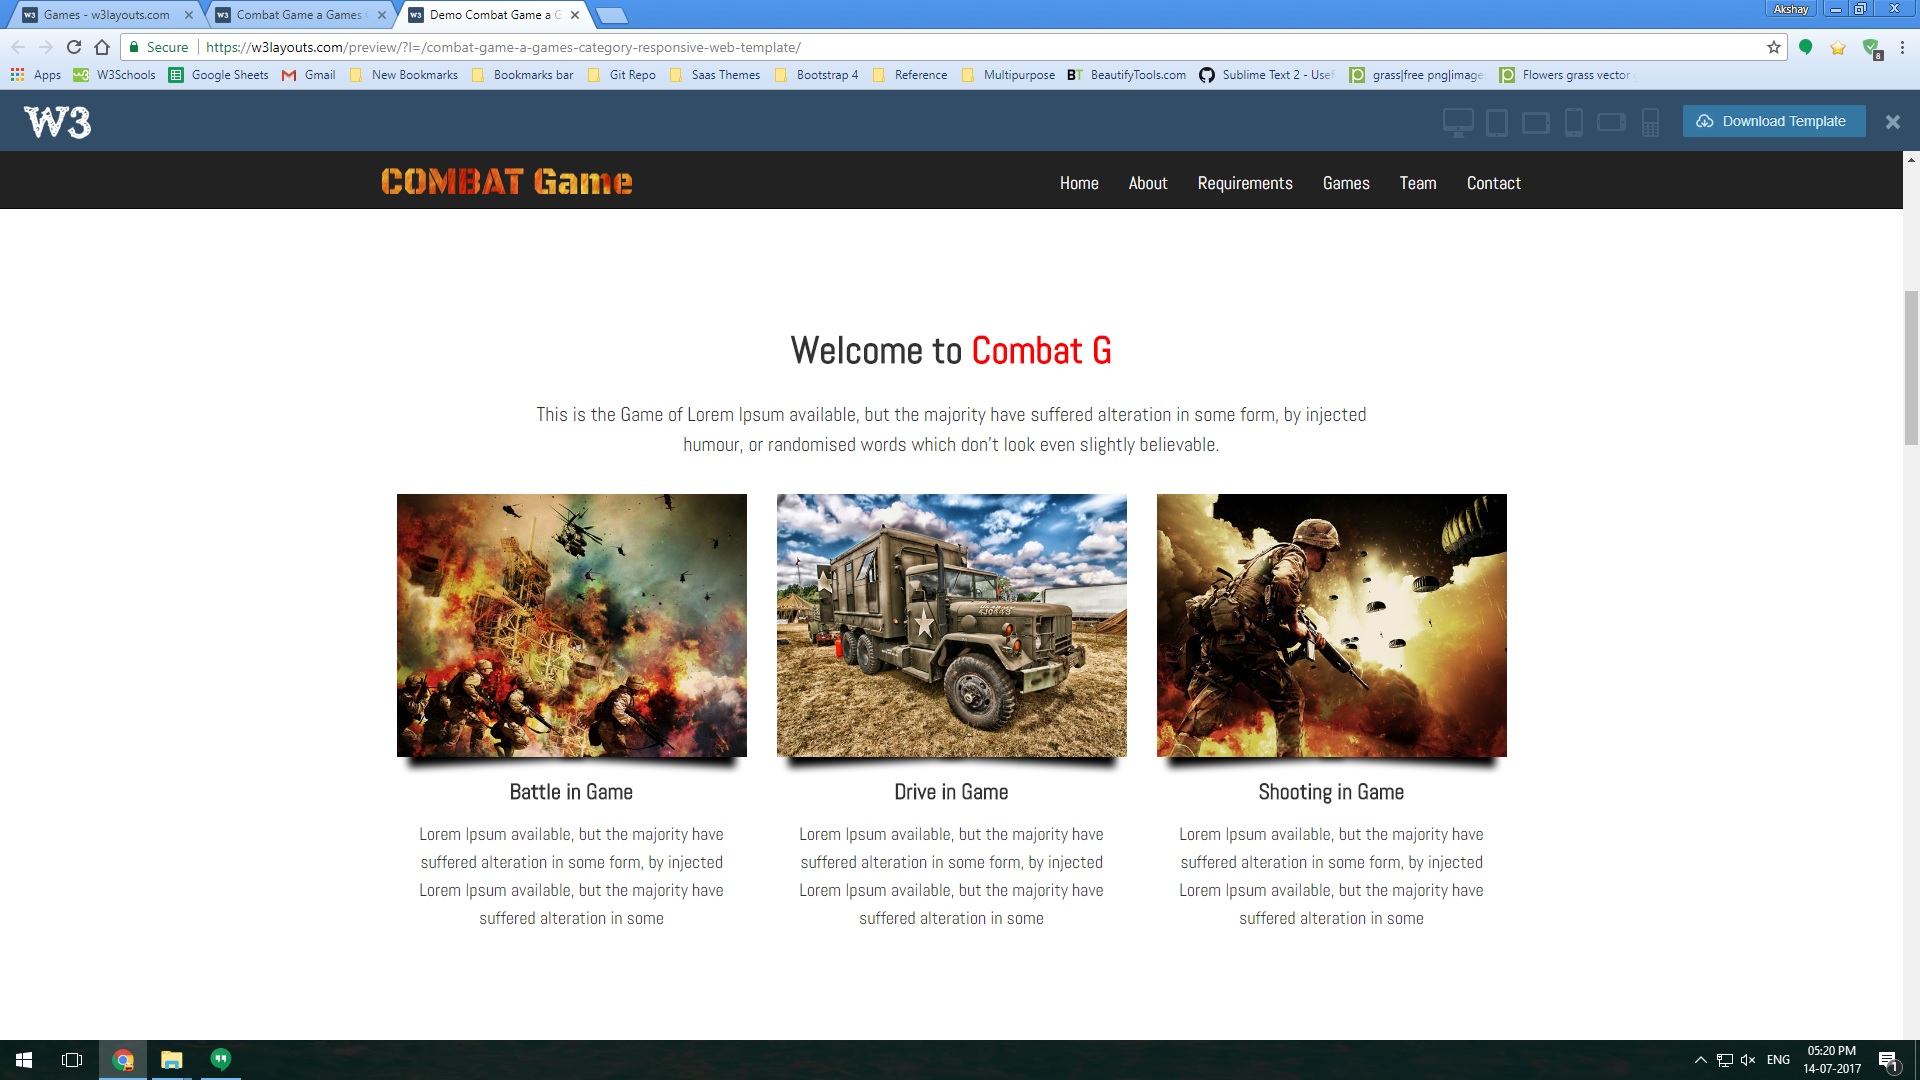 Games - w3layouts.com
Combat Game a Games
Demo Combat Game a G
Akshay
Secure
https://w3layouts.com/preview/?l=/combat-game-a-games-category-responsive-web-template/
Apps
W3Schools
Google Sheets
Gmail
New Bookmarks
Bookmarks bar
Git Repo
Saas Themes
Bootstrap 4
Reference
Multipurpose
BT BeautifyTools.com
Sublime Text 2 - Usef
grass|free png|image
Flowers grass vector
W3
Download Template
COMBAT Game
Home About Requirements Games Team Contact
Welcome to Combat G
This is the Game of Lorem Ipsum available, but the majority have suffered alteration in some form, by injected
humour, or randomised words which don't look even slightly believable.
Battle in Game
Lorem Ipsum available, but the majority have
suffered alteration in some form, by injected
Lorem Ipsum available, but the majority have
suffered alteration in some
Drive in Game
Lorem Ipsum available, but the majority have
suffered alteration in some form, by injected
Lorem Ipsum available, but the majority have
suffered alteration in some
Shooting in Game
Lorem Ipsum available, but the majority have
suffered alteration in some form, by injected
Lorem Ipsum available, but the majority have
suffered alteration in some
ENG
05:20 PM
14-07-2017
1